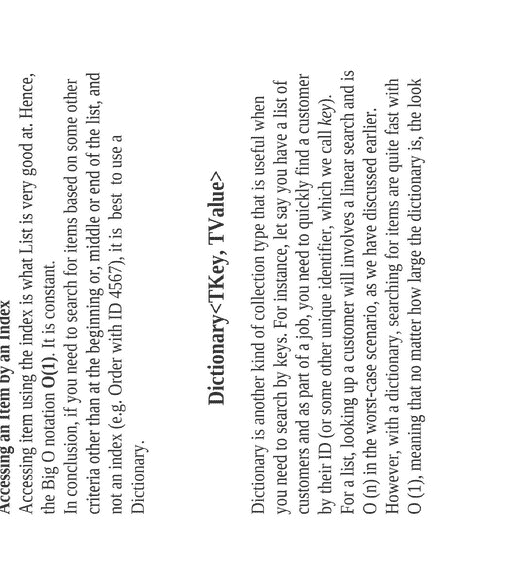 Accessing an Item by an Index
Accessing item using the index is what List is very good at. Hence,
the Big O notation O(1). It is constant.
In conclusion, if you need to search for items based on some other
criteria other than at the beginning or, middle or end of the list, and
not an index (e.g. Order with ID 4567), it is best to use a
Dictionary.
Dictionary<TKey, TValue>
Dictionary is another kind of collection type that is useful when
you need to search by keys. For instance, let say you have a list of
customers and as part of a job, you need to quickly find a customer
by their ID (or some other unique identifier, which we call key).
For a list, looking up a customer will involves a linear search and is
O (n) in the worst-case scenario, as we have discussed earlier.
However, with a dictionary, searching for items are quite fast with
O (1), meaning that no matter how large the dictionary is, the look